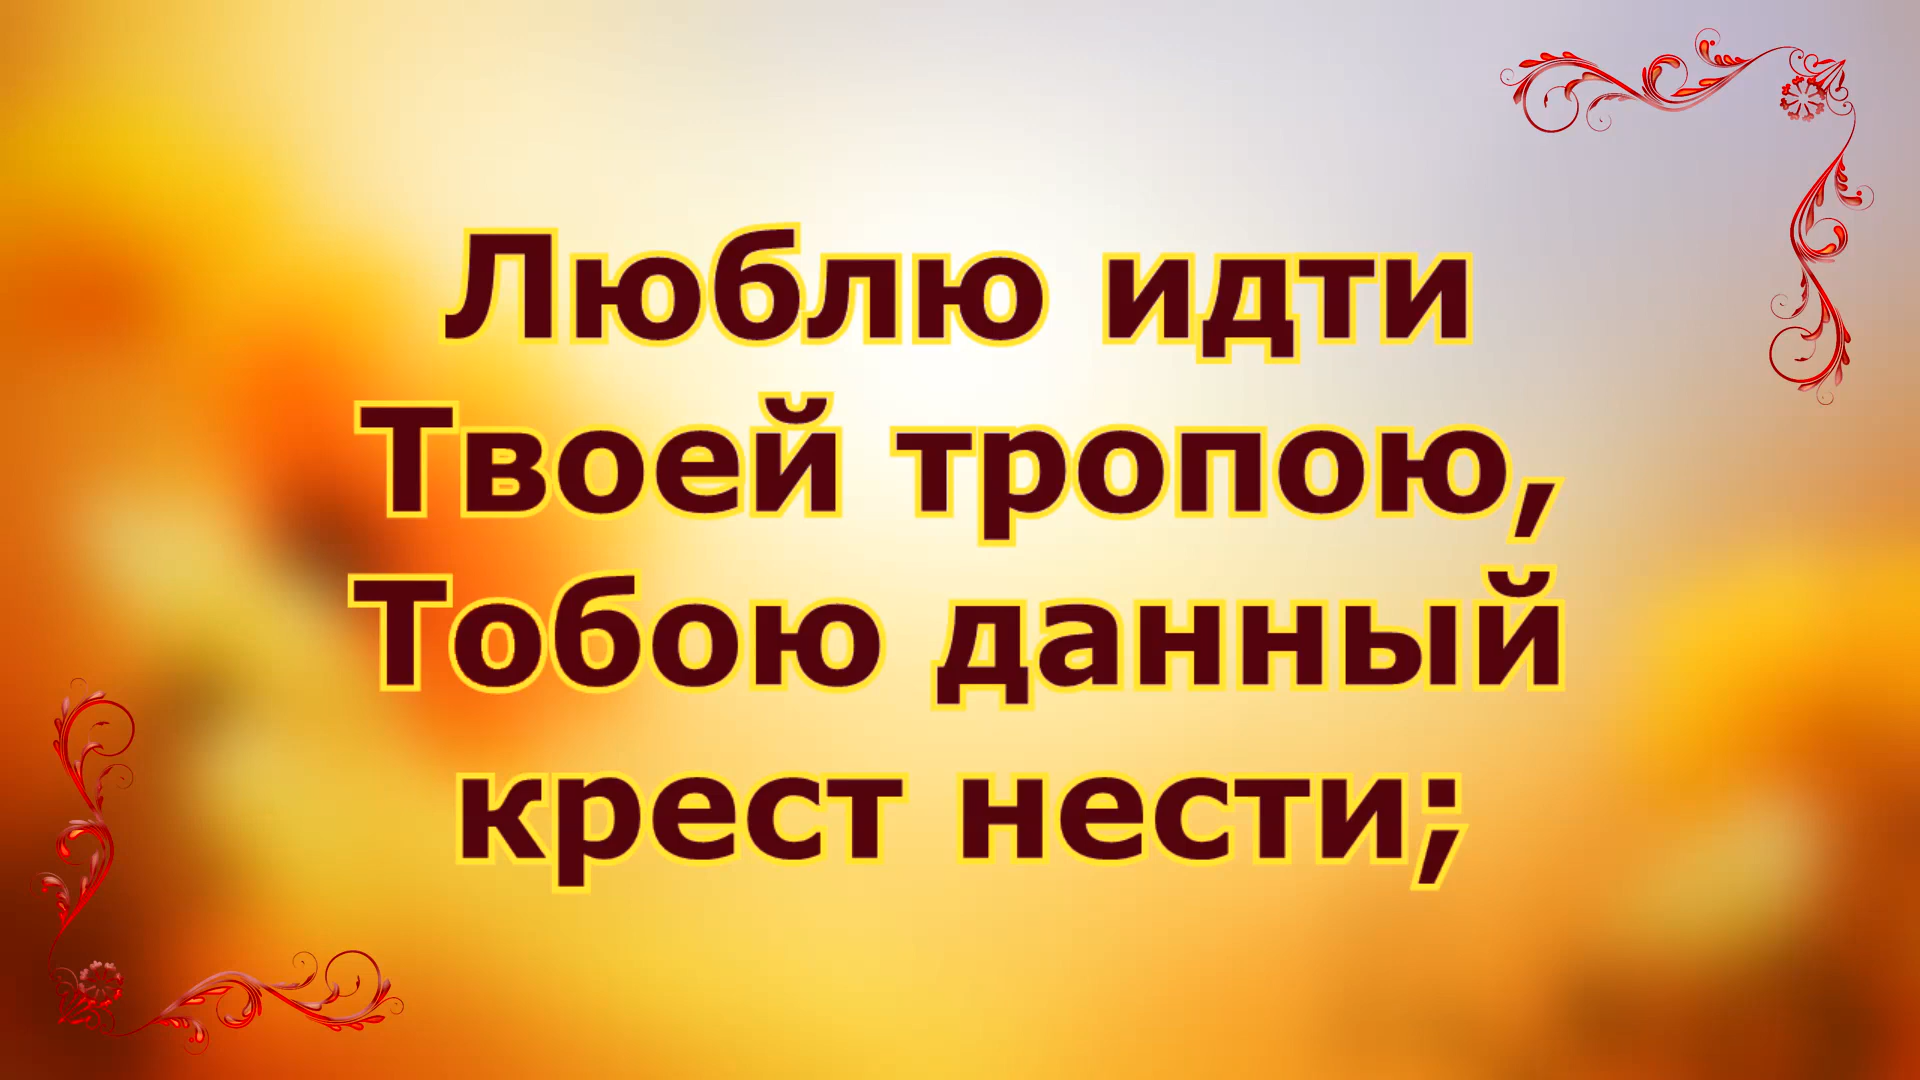 Люблю идти
Твоей тропою,
Тобою данный
крест нести;